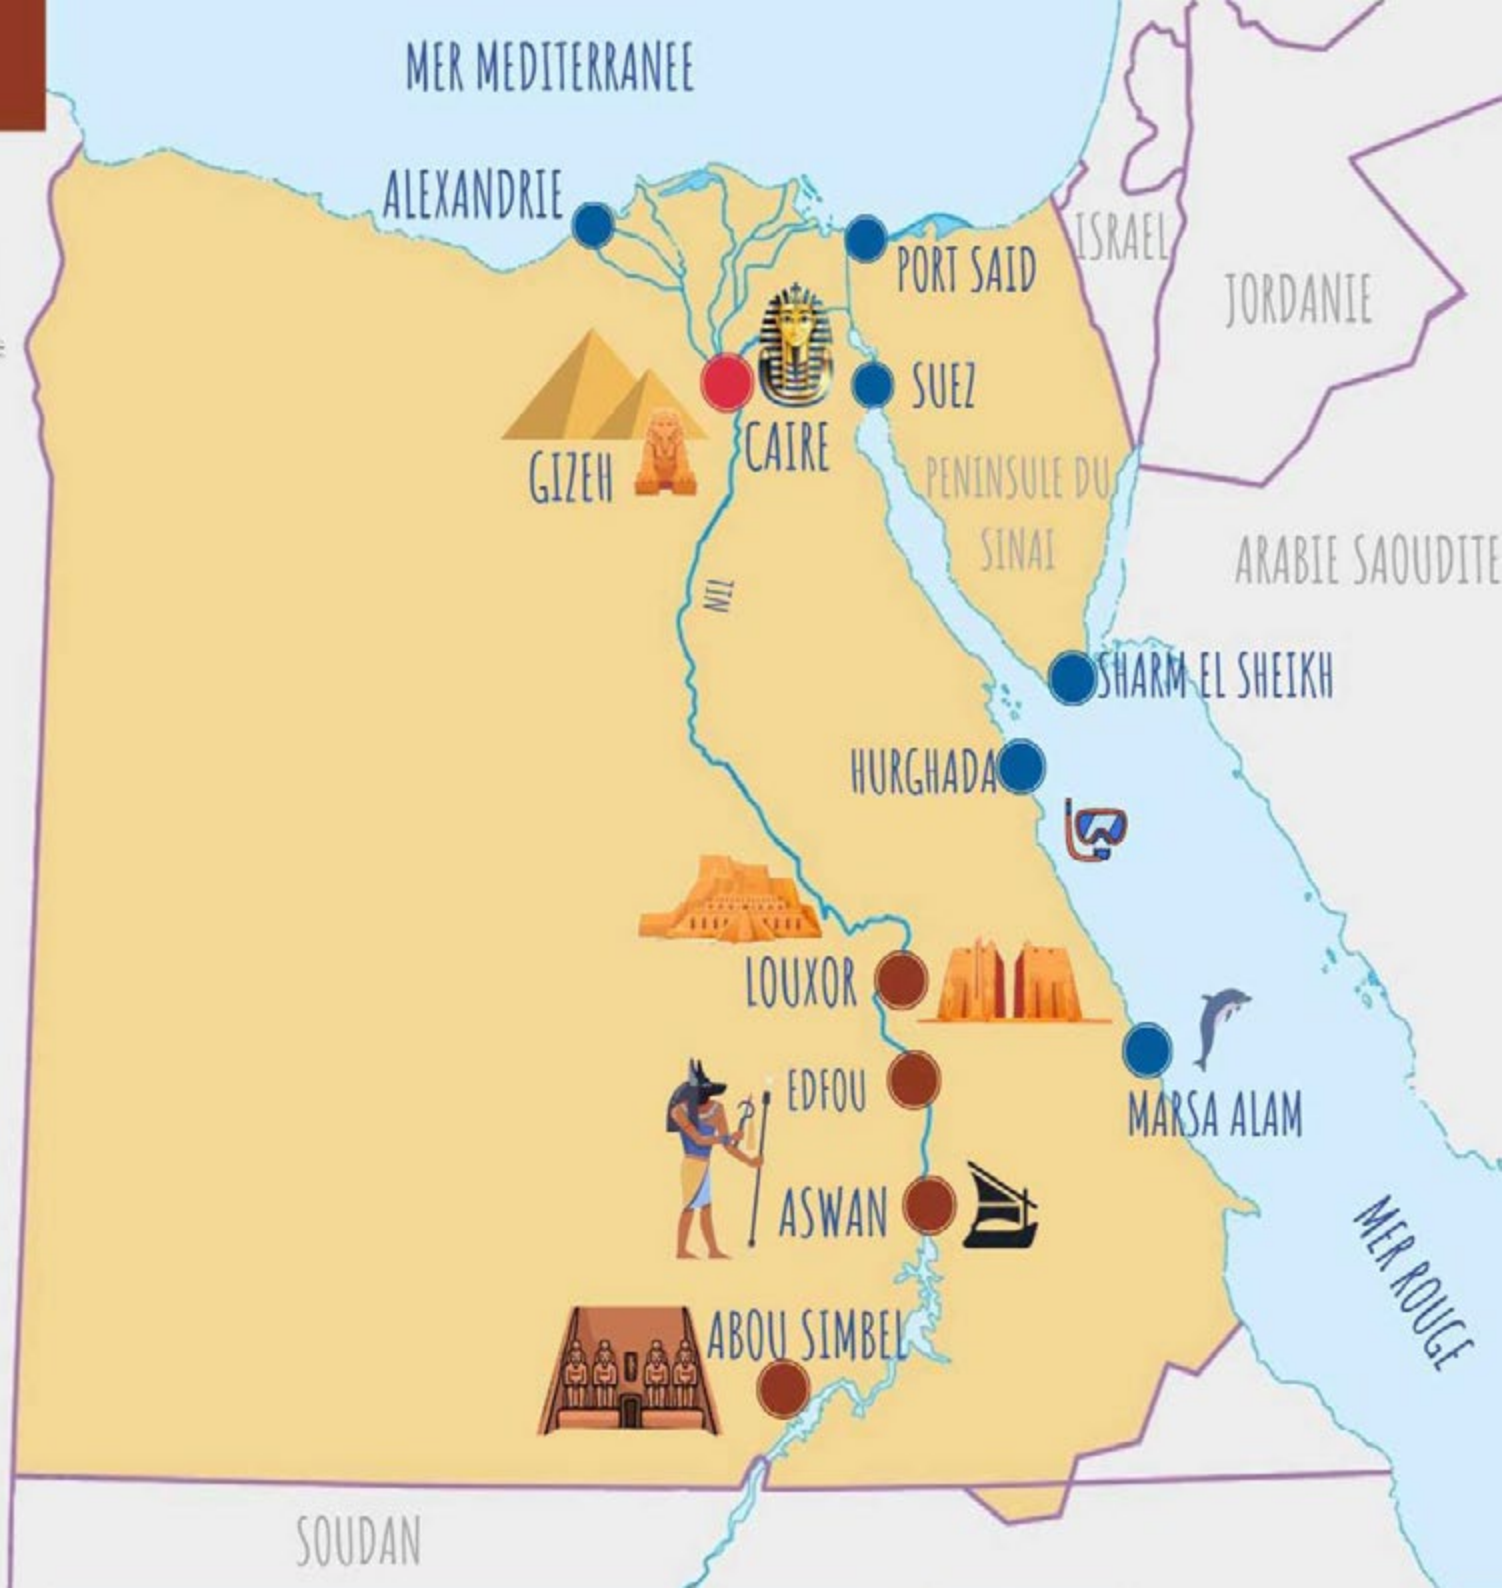 MER MEDITERRANEE
ALEXANDRIE
PORT SAID
ISRAEL
JORDANIE
SUEZ
CAIRE
GIZEH
PENINSULE DU
SINAI
ARABIE SAOUDITE
NIL
SHARM EL SHEIKH
HURGHADA
LOUXOR
EDFOU
MARSA ALAM
ASWAN
MER ROUGE
ABOU SIMBEL
SOUDAN